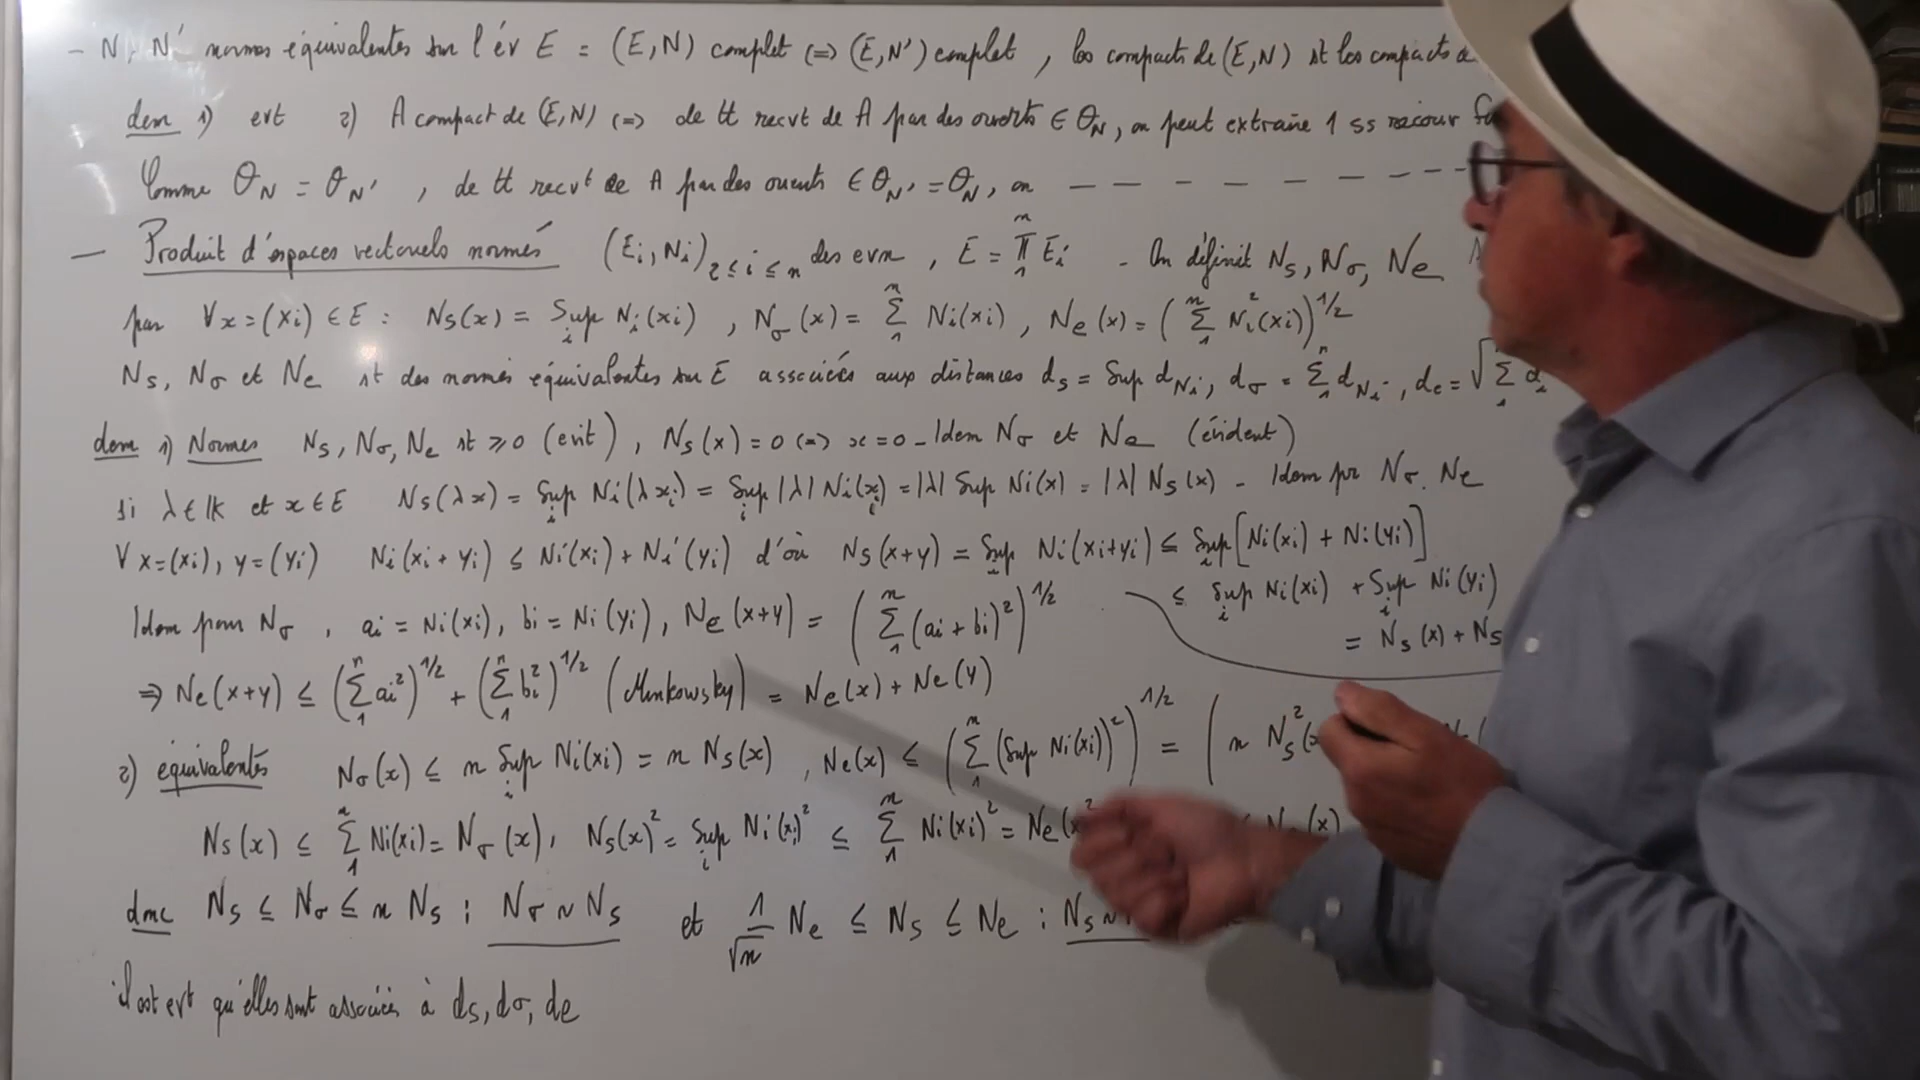 - N, N' normes équivalentes sur l'ev E = (E, N) complet (=) (E, N') complet, les compacts de (E, N) st les compacts
dem 1) evt 2) A compact de (E, N) (=) de tt recvt de A par des ouverts ∈ θ_N, on peut extraire 1 ss recouv
Comme θ_N = θ_N' , de tt recvt de A par des ouverts ∈ θ_N' = θ_N, on — — — — — — — — —
— Produit d'espaces vectoriels normés (E_i, N_i)_{2≤i≤n} des evn , E = ∏_1^n E_i - On définit N_s, N_σ, N_e
par ∀x = (x_i) ∈ E : N_s(x) = Sup_i N_i(x_i) , N_σ(x) = Σ_1^n N_i(x_i) , N_e(x) = (Σ_1^n N_i^2(x_i))^{1/2}
N_s, N_σ et N_e st des normes équivalentes sur E associées aux distances d_s = Sup d_{N_i}, d_σ = Σ_1^n d_{N_i}, d_e = √Σ_1^n d
dem 1) Normes N_s, N_σ, N_e st ≥ 0 (evit) , N_s(x) = 0 (=) x = 0 - Idem N_σ et N_e (évident)
si λ ∈ lK et x ∈ E N_s(λx) = Sup_i N_i(λx_i) = Sup_i |λ| N_i(x_i) = |λ| Sup N_i(x) = |λ| N_s(x) - Idem pr N_σ, N_e
∀ x = (x_i), y = (y_i) N_i(x_i + y_i) ≤ N_i(x_i) + N_i(y_i) d'où N_s(x+y) = Sup_i N_i(x_i+y_i) ≤ Sup_i [N_i(x_i) + N_i(y_i)]
≤ Sup_i N_i(x_i) + Sup_i N_i(y_i)
= N_s(x) + N_s
Idem pour N_σ , a_i = N_i(x_i), b_i = N_i(y_i), N_e(x+y) = (Σ_1^n (a_i + b_i)^2)^{1/2}
⇒ N_e(x+y) ≤ (Σ_1^n a_i^2)^{1/2} + (Σ_1^n b_i^2)^{1/2} (Minkowsky) = N_e(x) + N_e(y)
2) équivalentes N_σ(x) ≤ n Sup_i N_i(x_i) = n N_s(x) , N_e(x) ≤ (Σ_1^n (Sup N_i(x_i))^2)^{1/2} = (n N_s^2(
N_s(x) ≤ Σ_1^n N_i(x_i) = N_σ(x), N_s(x)^2 = Sup_i N_i(x_i)^2 ≤ Σ_1^n N_i(x_i)^2 = N_e(x)^2
donc N_s ≤ N_σ ≤ n N_s ; N_σ ~ N_s et 1/√n N_e ≤ N_s ≤ N_e : N_s ~
il est evt qu'elles sont associées à d_s, d_σ, d_e